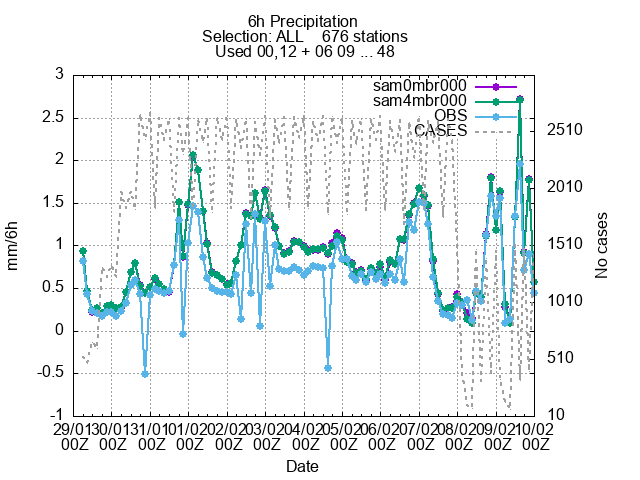 6h Precipitation
Selection: ALL    676 stations
Used 00,12 + 06 09 ... 48
sam0mbr000
sam4mbr000
OBS
CASES
3
2.5
2
1.5
1
0.5
0
-0.5
-1
mm/6h
2510
2010
1510
1010
510
10
No cases
29/01 30/01 31/01 01/02 02/02 03/02 04/02 05/02 06/02 07/02 08/02 09/02 10/02
00Z 00Z 00Z 00Z 00Z 00Z 00Z 00Z 00Z 00Z 00Z 00Z 00Z
Date